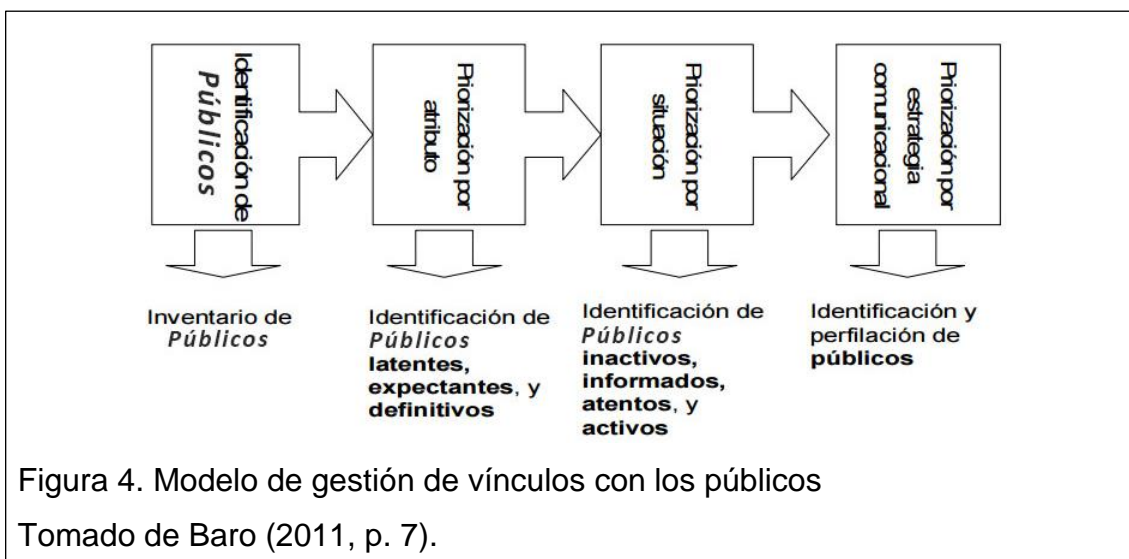 Identificación de
Públicos
Priorización por
atributo
Priorización por
situación
Priorización por
estrategia
comunicacional
Inventario de
Públicos
Identificación de
Públicos
latentes,
expectantes, y
definitivos
Identificación de
Públicos
inactivos,
informados,
atentos, y
activos
Identificación y
perfilación de
públicos
Figura 4. Modelo de gestión de vínculos con los públicos
Tomado de Baro (2011, p. 7).